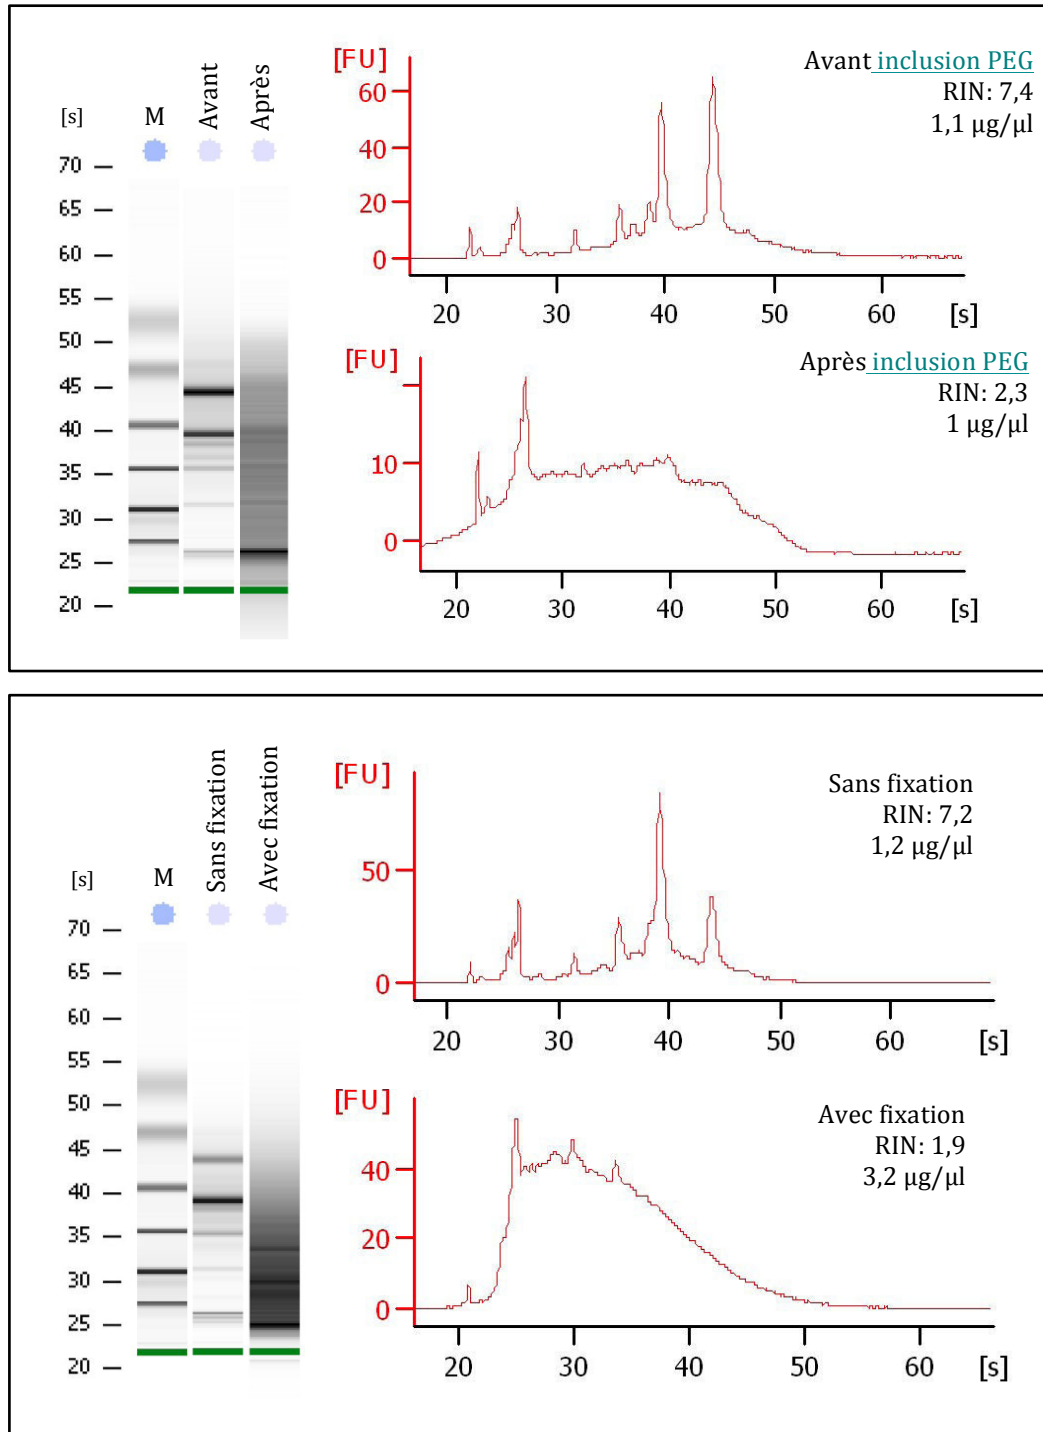 [s]
M
Avant
Après
70
65
60
55
50
45
40
35
30
25
20
[FU]
60
40
20
0
20
30
40
50
60
[s]
Avant inclusion PEG
RIN: 7,4
1,1 µg/µl
[FU]
10
0
20
30
40
50
60
[s]
Après inclusion PEG
RIN: 2,3
1 µg/µl
[s]
M
Sans fixation
Avec fixation
70
65
60
55
50
45
40
35
30
25
20
[FU]
50
0
20
30
40
50
60
[s]
Sans fixation
RIN: 7,2
1,2 µg/µl
[FU]
40
20
0
20
30
40
50
60
[s]
Avec fixation
RIN: 1,9
3,2 µg/µl